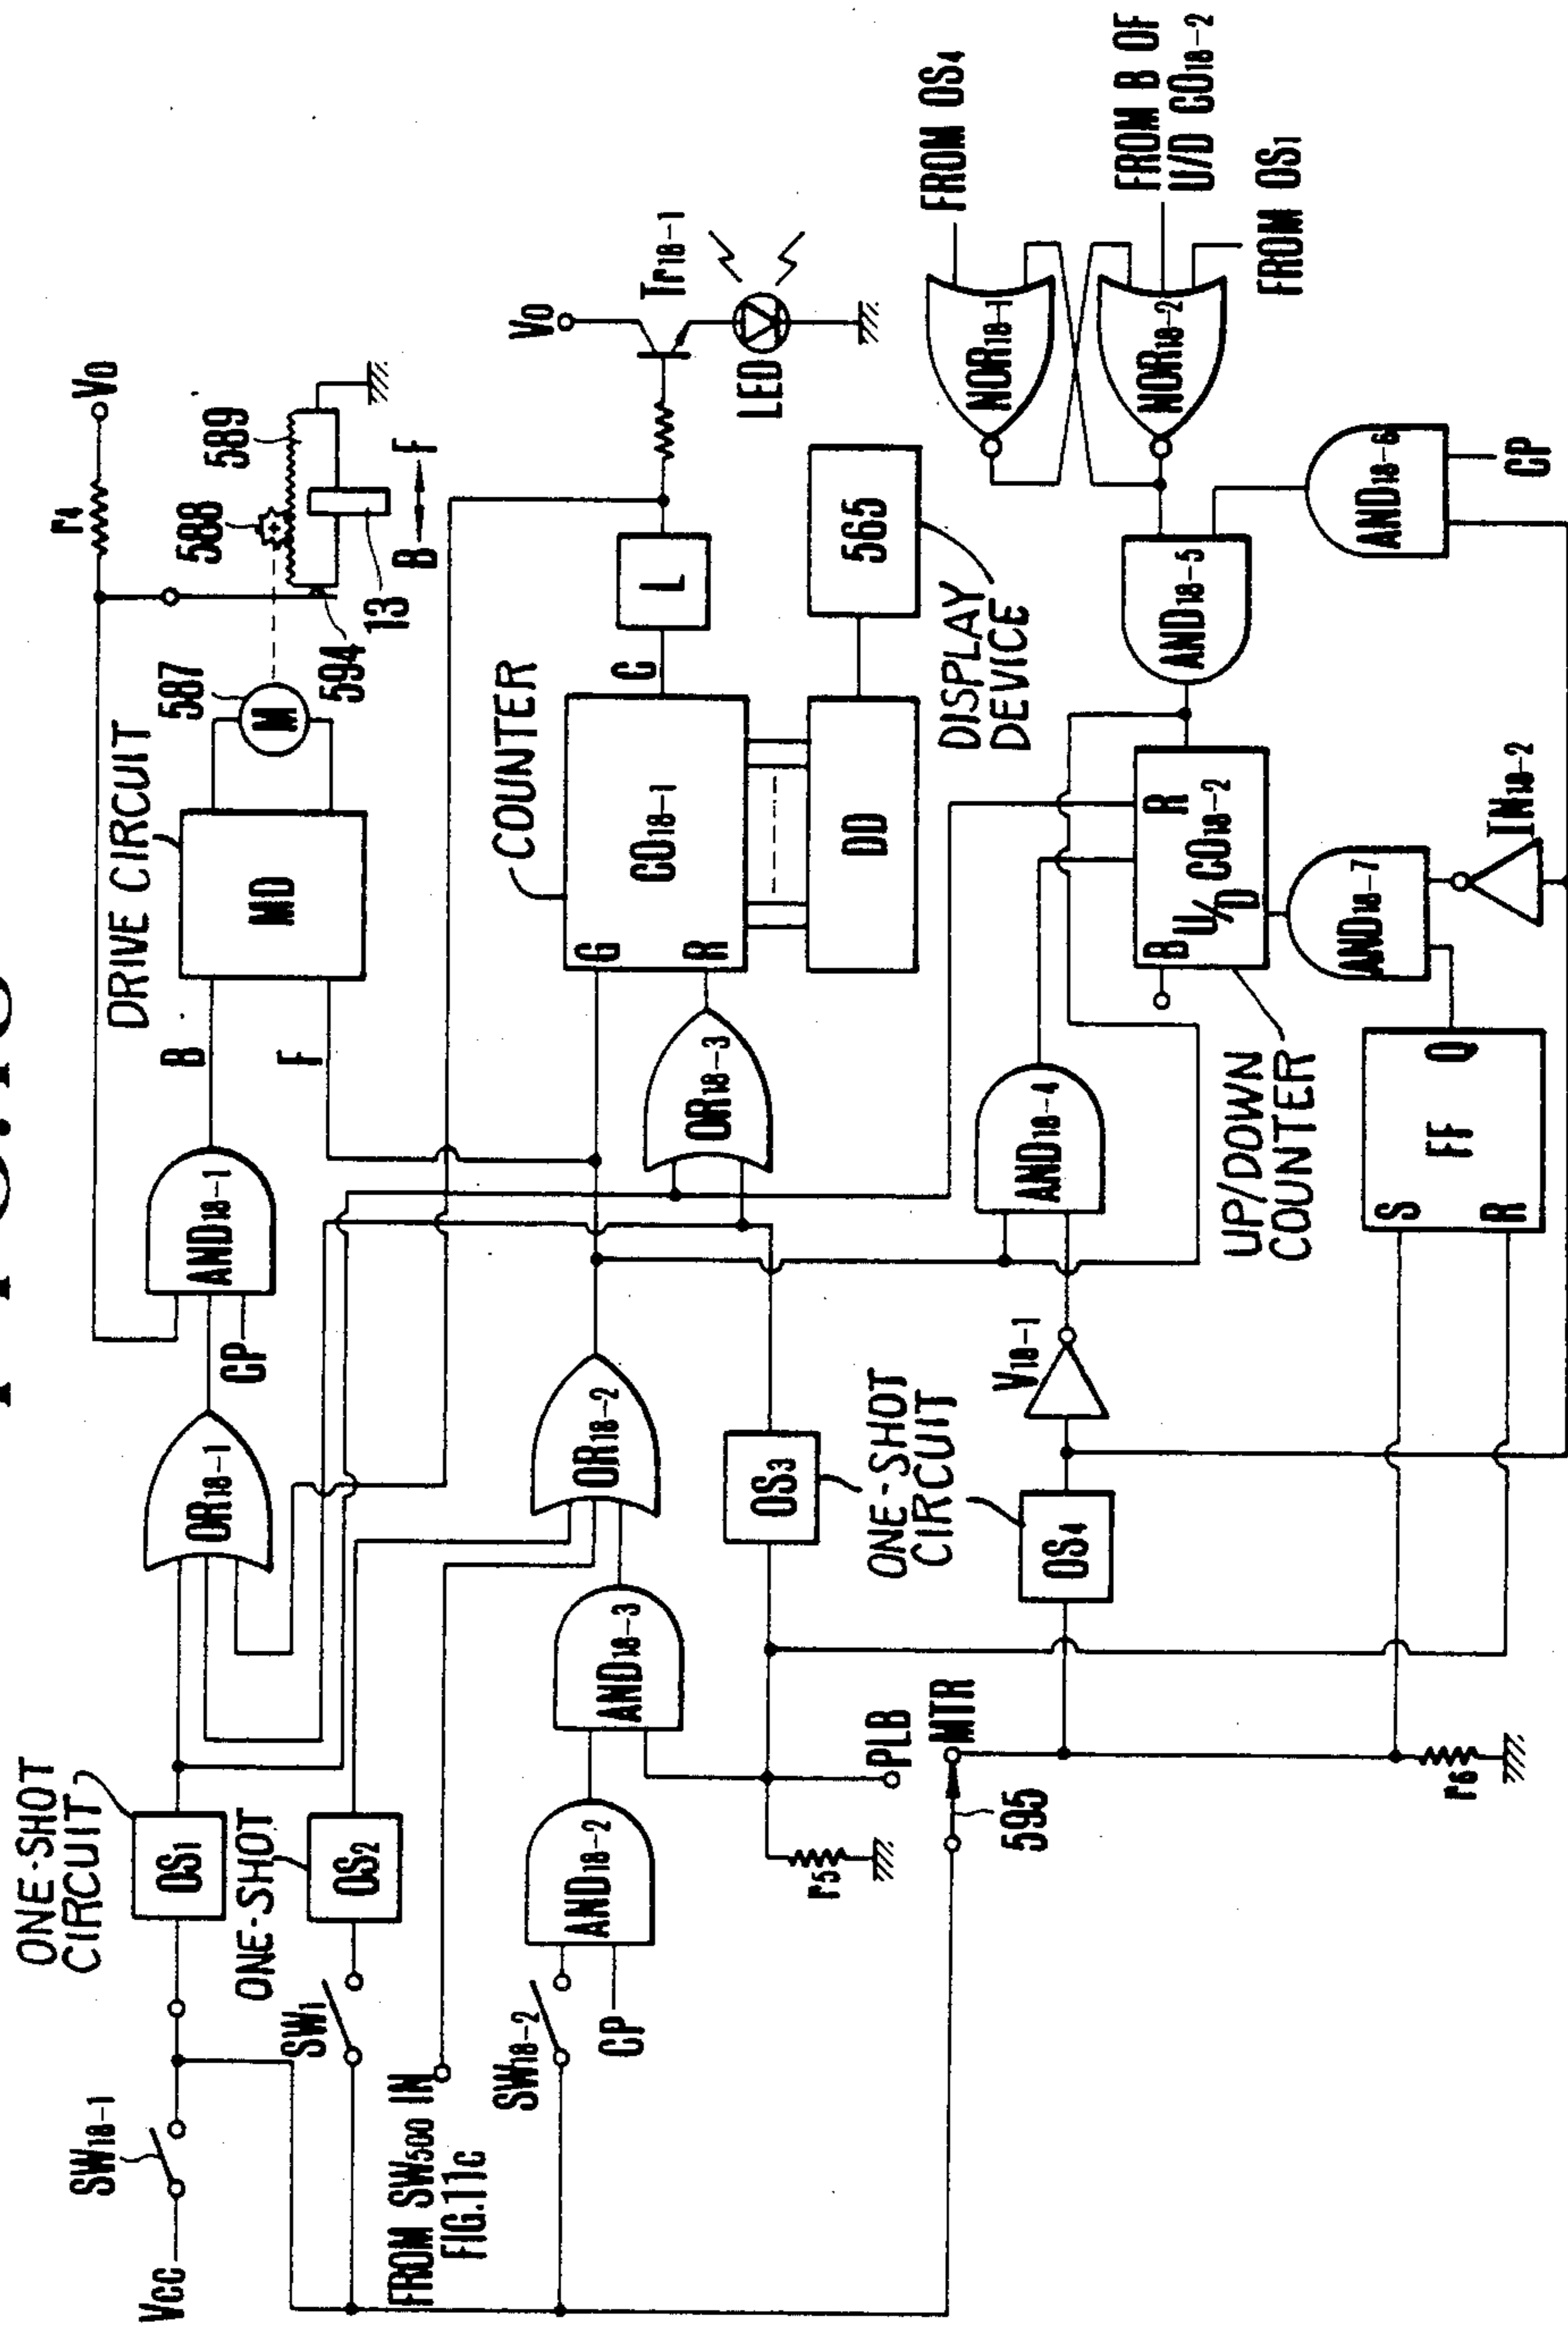 ONE-SHOT
CIRCUIT
SW18-1
VCC
OS1
ONE-SHOT
OS2
SW1
FROM SW500 IN
FIG.11c
SW18-2
CP
AND18-2
AND18-3
OR18-1
CP
AND18-1
B
F
DRIVE CIRCUIT
MD
587
M
r4
V0
588
589
594
13
B
F
OR18-2
OR18-3
COUNTER
G
R
CO18-1
C
L
V0
Tr18-1
LED
DD
565
DISPLAY
DEVICE
r5
PLB
MTR
595
r6
OS3
ONE-SHOT
CIRCUIT
OS4
V18-1
AND18-4
UP/DOWN
COUNTER
B
U/D
R
CO18-2
S
R
FF
Q
AND18-7
IN18-2
AND18-5
AND18-6
CP
NOR18-1
NOR18-2
FROM OS4
FROM B OF
U/D CO18-2
FROM OS1